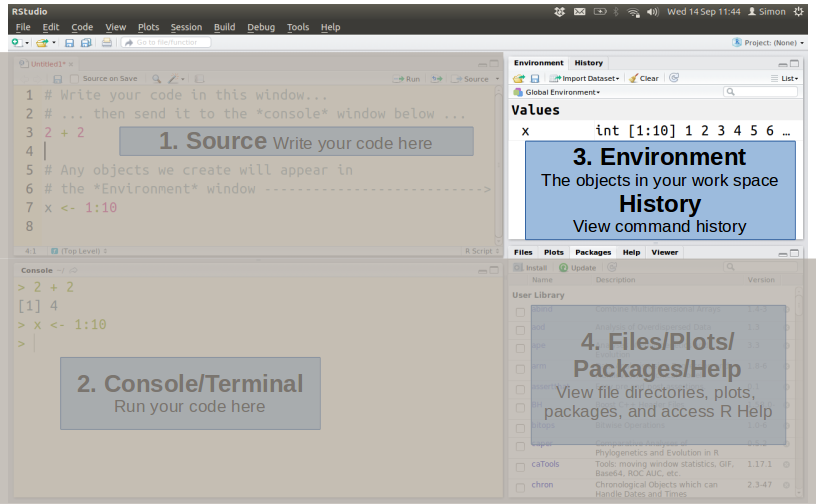 RStudio
Wed 14 Sep 11:44 Simon
File Edit Code View Plots Session Build Debug Tools Help
Go to file/function
Project: (None)
Untitled1*
Source on Save Run Source
1 # Write your code in this window...
2 # ... then send it to the *console* window below ...
3 2 + 2
4
5 # Any objects we create will appear in
6 # the *Environment* window -------------------------->
7 x <- 1:10
8
1. Source Write your code here
4:1 (Top Level) R Script
Console
> 2 + 2
[1] 4
> x <- 1:10
>
2. Console/Terminal
Run your code here
Environment History
Import Dataset Clear List
Global Environment
Values
x int [1:10] 1 2 3 4 5 6 …
3. Environment
The objects in your work space
History
View command history
Files Plots Packages Help Viewer
Install Update
Name Description Version
User Library
4. Files/Plots/
Packages/Help
View file directories, plots,
packages, and access R Help
Phylogenetics and Evolution in R
caTools Tools: moving window statistics, GIF, 1.17.1
Base64, ROC AUC, etc.
chron Chronological Objects which can 2.3-47
Handle Dates and Times